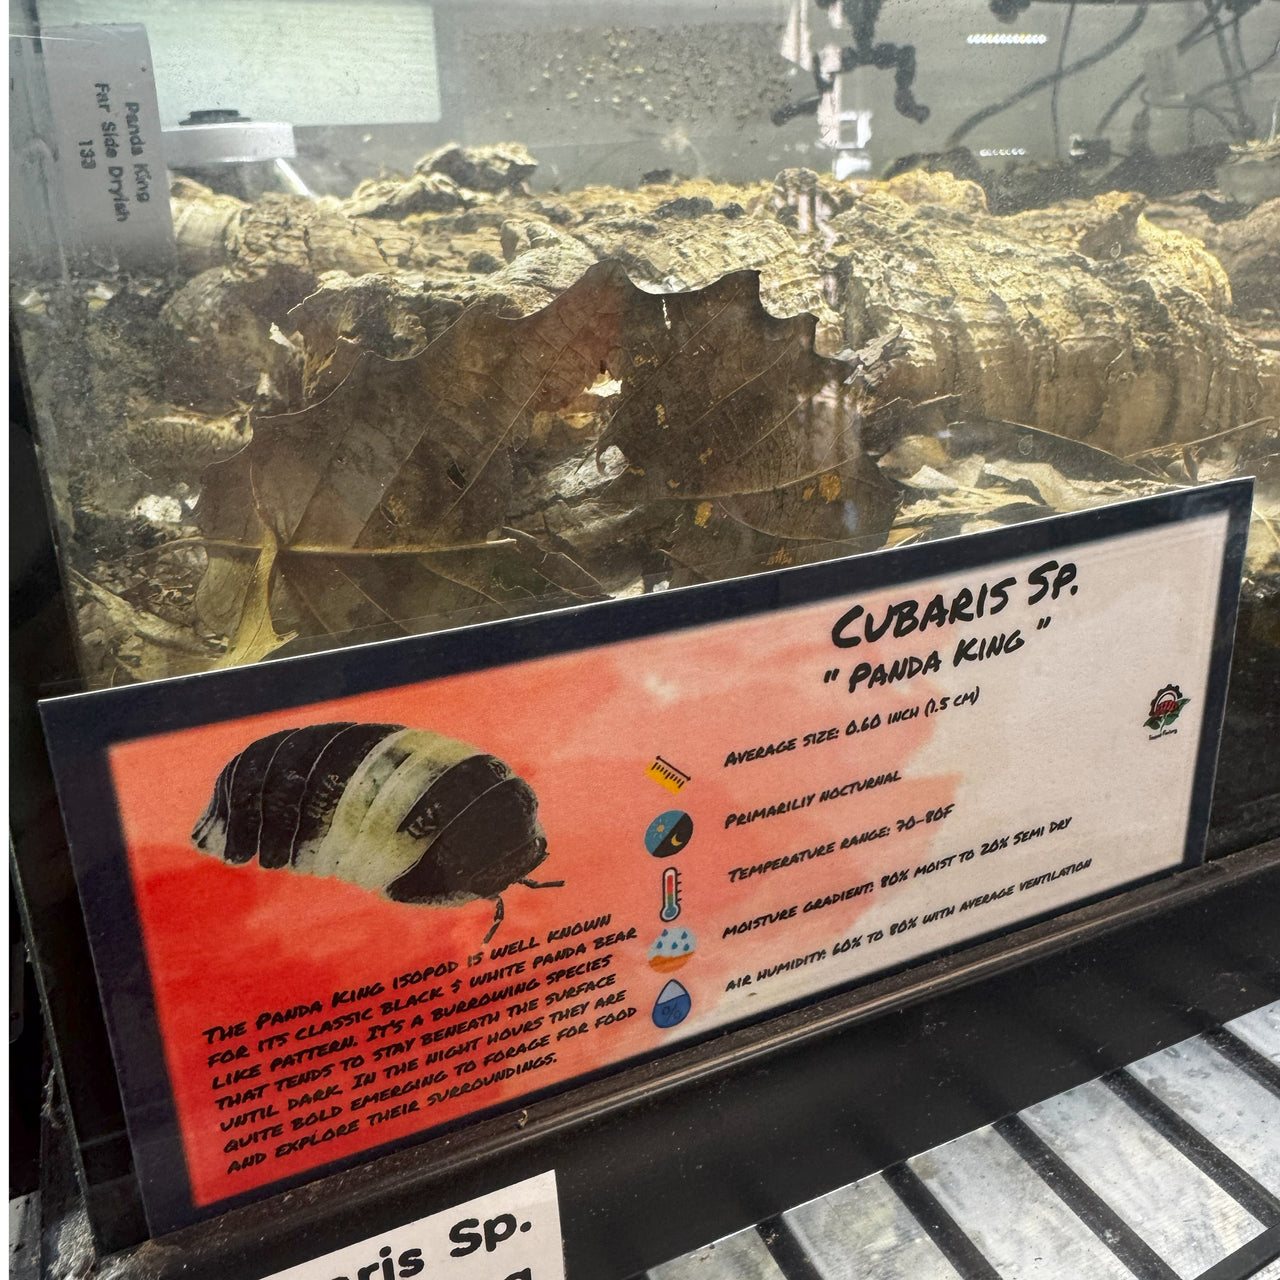 Panda King
Far Side Dryish
133
CUBARIS SP.
" PANDA KING "
AVERAGE SIZE: 0.60 INCH (1.5 CM)
PRIMARILIY NOCTURNAL
TEMPERATURE RANGE: 70-80F
MOISTURE GRADIENT: 80% MOIST TO 20% SEMI DRY
AIR HUMIDITY: 60% TO 80% WITH AVERAGE VENTILATION
THE PANDA KING ISOPOD IS WELL KNOWN
FOR ITS CLASSIC BLACK & WHITE PANDA BEAR
LIKE PATTERN. IT'S A BURROWING SPECIES
THAT TENDS TO STAY BENEATH THE SURFACE
UNTIL DARK. IN THE NIGHT HOURS THEY ARE
QUITE BOLD EMERGING TO FORAGE FOR FOOD
AND EXPLORE THEIR SURROUNDINGS.
%
aris Sp.